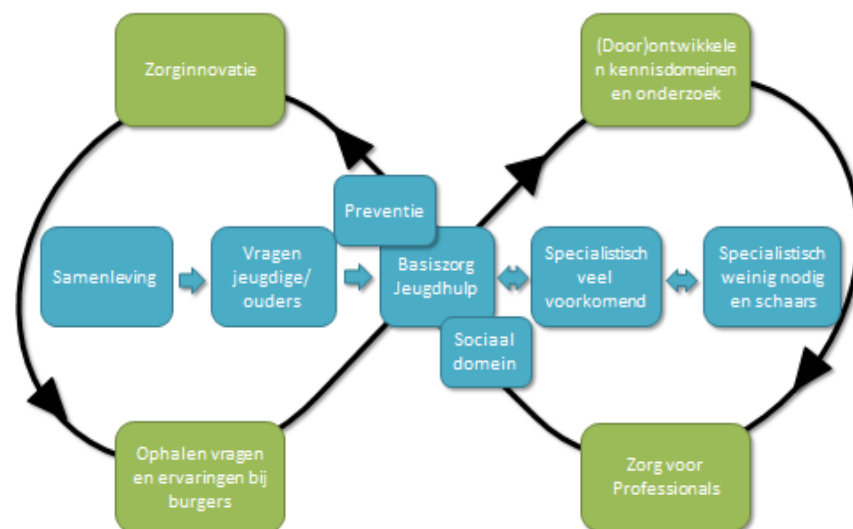 Zorginnovatie
(Door)ontwikkele
n kennisdomeinen
en onderzoek
Preventie
Samenleving
Vragen
jeugdige/
ouders
Basiszorg
Jeugdhulp
Specialistisch
veel
voorkomend
Specialistisch
weinig nodig
en schaars
Sociaal
domein
Ophalen vragen
en ervaringen bij
burgers
Zorg voor
Professionals